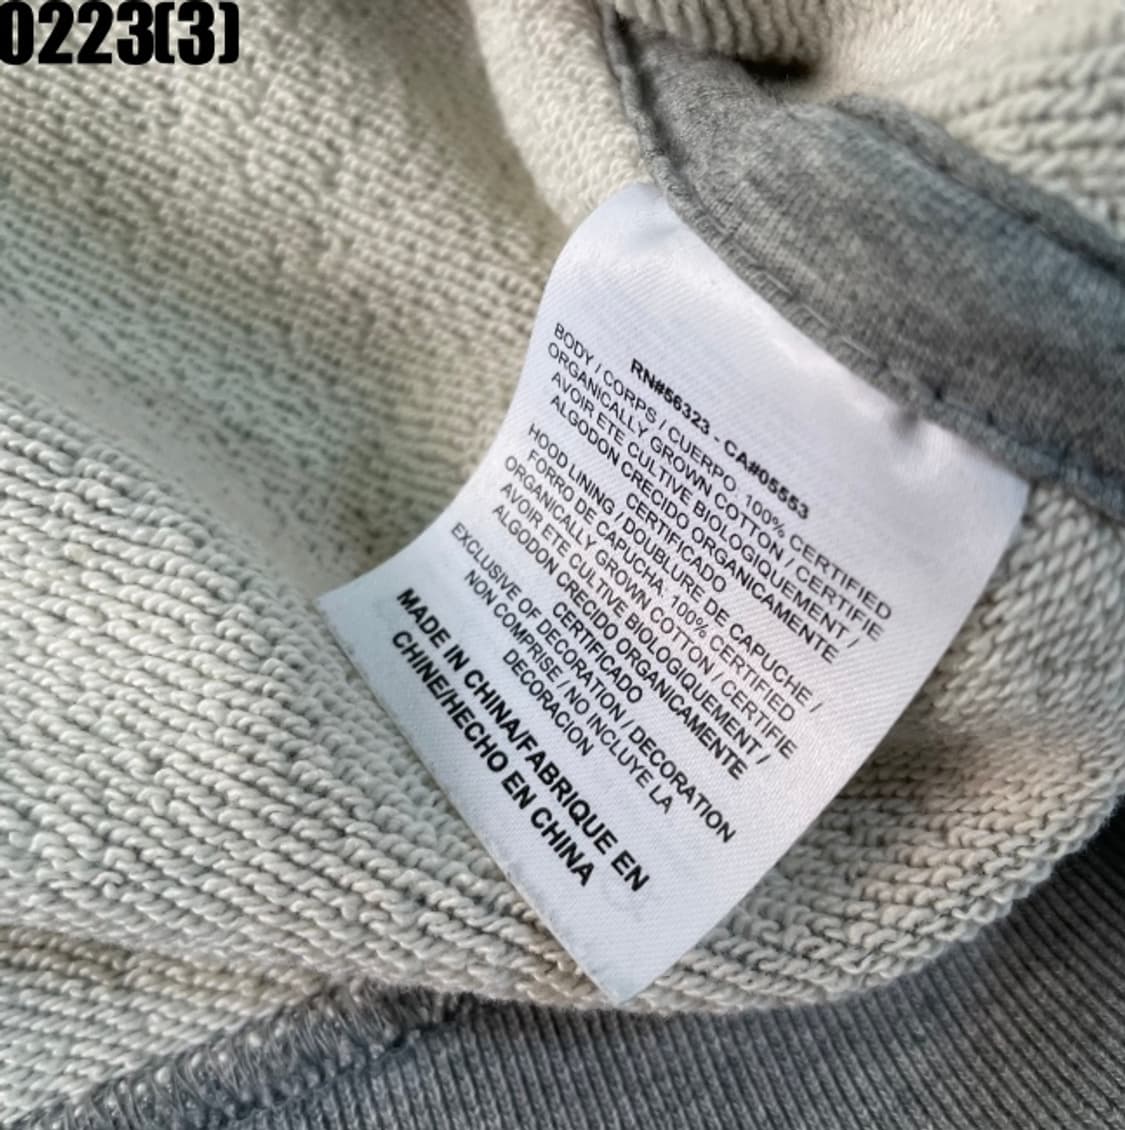 0223(3)
RN#56323 - CA#05553
BODY / CORPS / CUERPO. 100% CERTIFIED
ORGANICALLY GROWN COTTON / CERTIFIE
AVOIR ETE CULTIVE BIOLOGIQUEMENT /
ALGODON CRECIDO ORGANICAMENTE
CERTIFICADO
HOOD LINING / DOUBLURE DE CAPUCHE /
FORRO DE CAPUCHA. 100% CERTIFIED
ORGANICALLY GROWN COTTON / CERTIFIE
AVOIR ETE CULTIVE BIOLOGIQUEMENT /
ALGODON CRECIDO ORGANICAMENTE
CERTIFICADO
EXCLUSIVE OF DECORATION / DECORATION
NON COMPRISE / NO INCLUYE LA
DECORACION
MADE IN CHINA/FABRIQUE EN
CHINE/HECHO EN CHINA